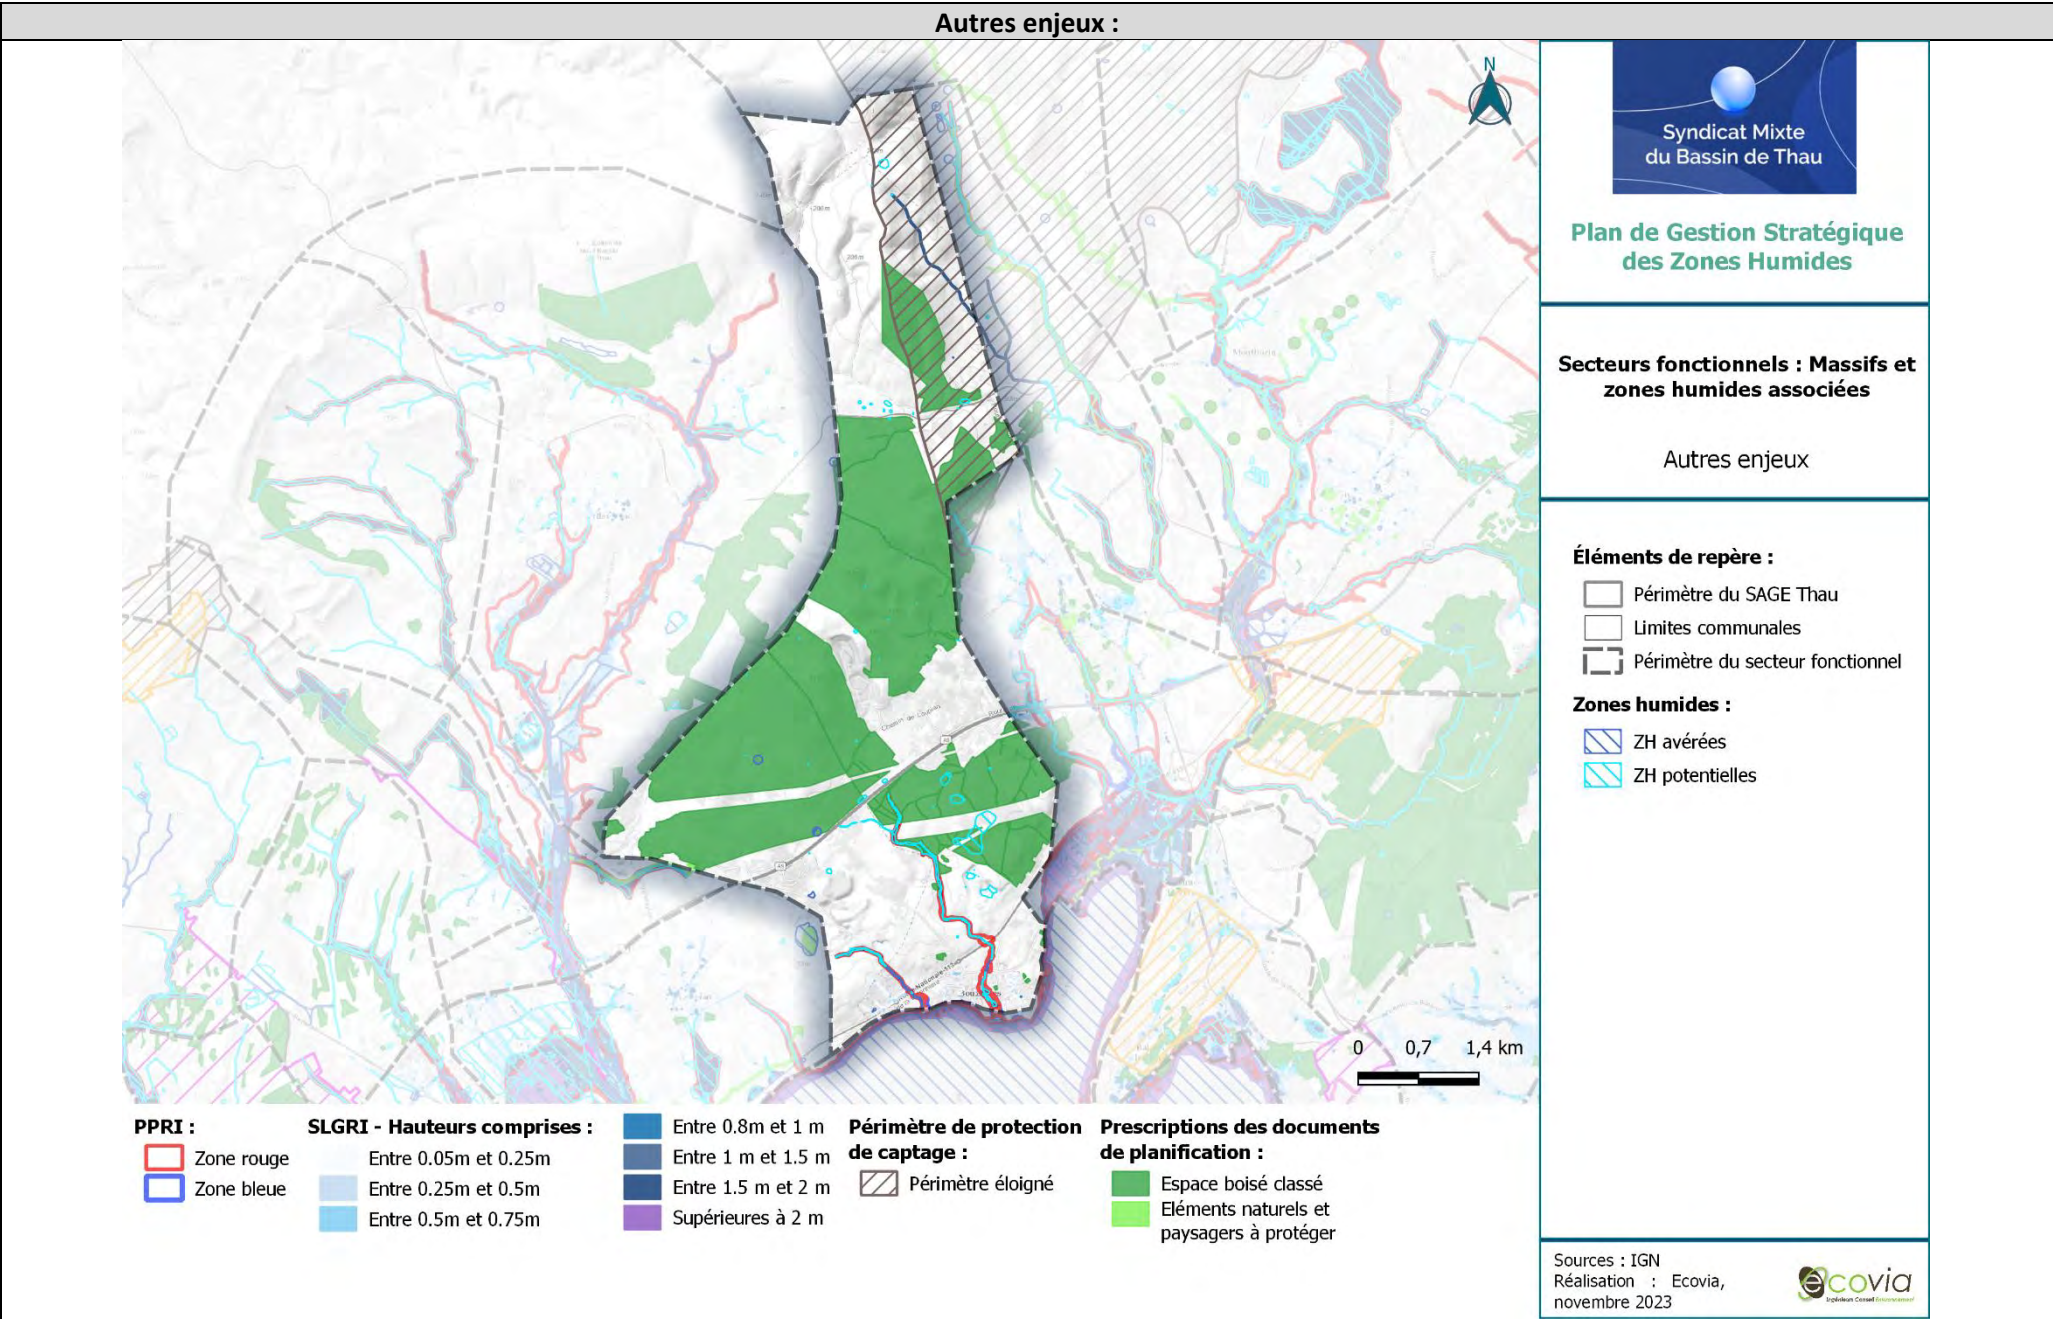 Autres enjeux :
N
200 m
200 m
Chemin de
0
0,7
1,4 km
Syndicat Mixte
du Bassin de Thau
Plan de Gestion Stratégique
des Zones Humides
Secteurs fonctionnels : Massifs et
zones humides associées
Autres enjeux
Éléments de repère :
Périmètre du SAGE Thau
Limites communales
Périmètre du secteur fonctionnel
Zones humides :
ZH avérées
ZH potentielles
PPRI :
Zone rouge
Zone bleue
SLGRI - Hauteurs comprises :
Entre 0.05m et 0.25m
Entre 0.25m et 0.5m
Entre 0.5m et 0.75m
Entre 0.8m et 1 m
Entre 1 m et 1.5 m
Entre 1.5 m et 2 m
Supérieures à 2 m
Périmètre de protection
de captage :
Périmètre éloigné
Prescriptions des documents
de planification :
Espace boisé classé
Eléments naturels et
paysagers à protéger
Sources : IGN
Réalisation : Ecovia,
novembre 2023
ecovia